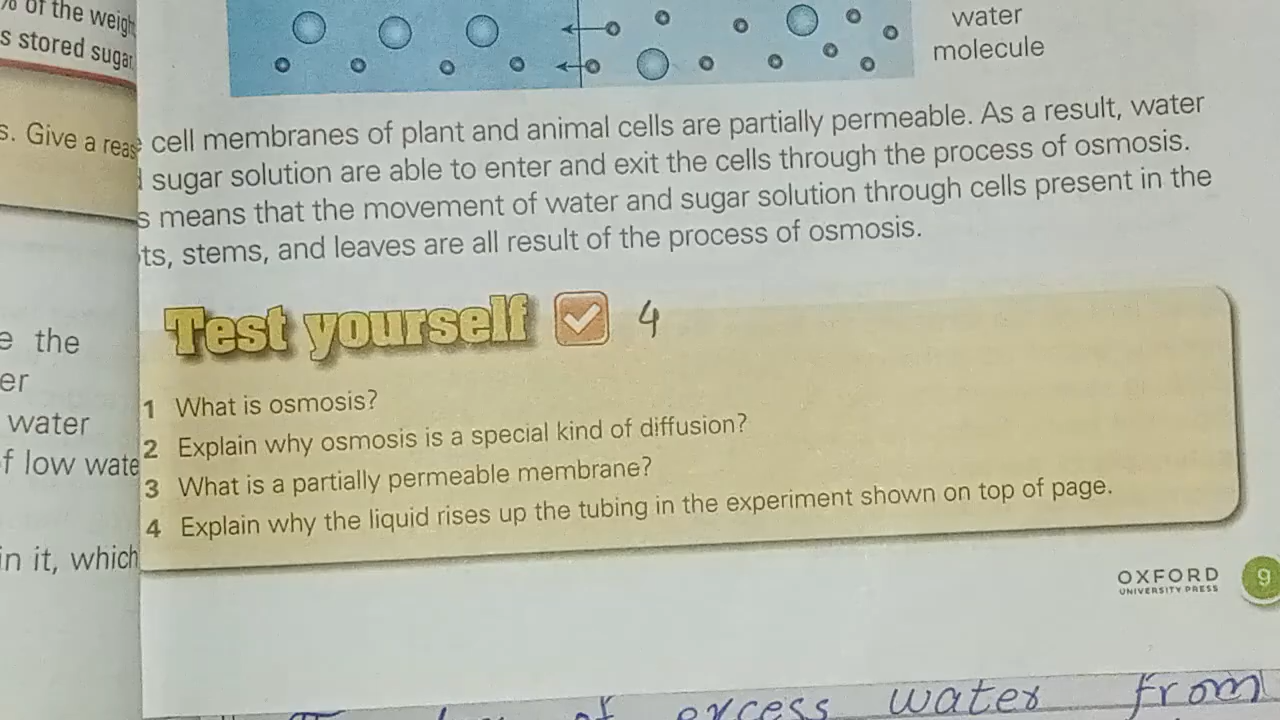 % of the weigh
s stored sugar
s. Give a reas
e the
er
water
f low wate
in it, which
water
molecule
cell membranes of plant and animal cells are partially permeable. As a result, water
sugar solution are able to enter and exit the cells through the process of osmosis.
s means that the movement of water and sugar solution through cells present in the
ts, stems, and leaves are all result of the process of osmosis.
Test yourself 4
1 What is osmosis?
2 Explain why osmosis is a special kind of diffusion?
3 What is a partially permeable membrane?
4 Explain why the liquid rises up the tubing in the experiment shown on top of page.
OXFORD
UNIVERSITY PRESS
9
of excess water from